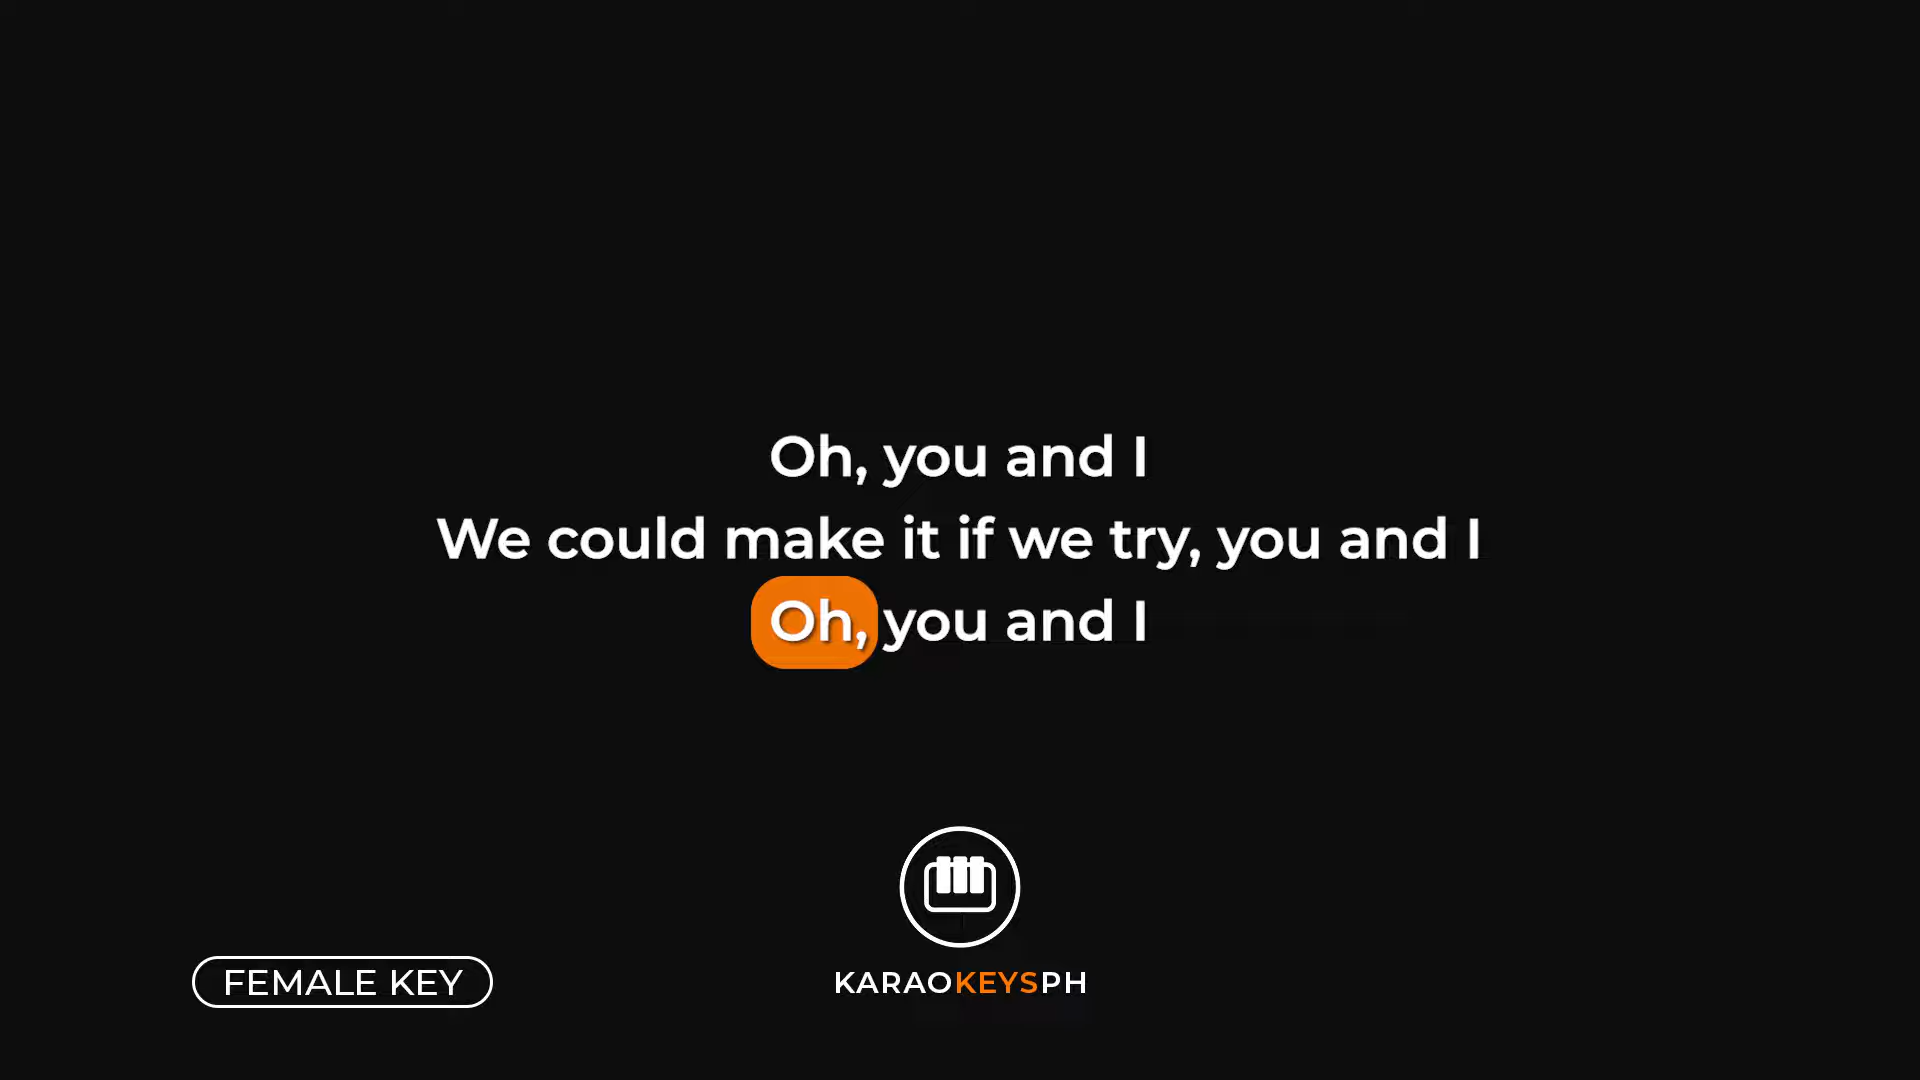 Oh, you and I
We could make it if we try, you and I
Oh, you and I
FEMALE KEY
KARAOKEYSPH